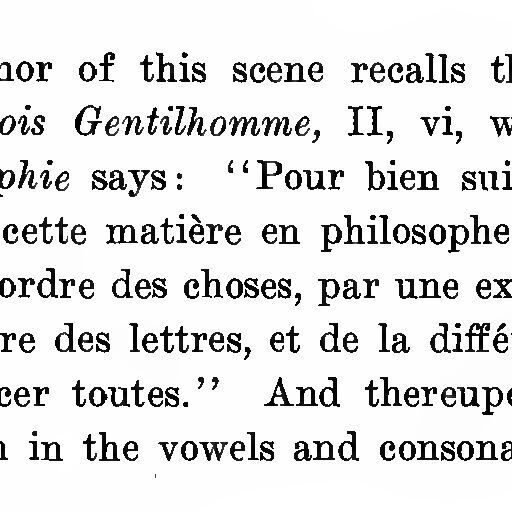 nor of this scene recalls th
ois Gentilhomme, II, vi, w
phie says: “Pour bien sui
cette matière en philosophe
ordre des choses, par une ex
re des lettres, et de la diffé
cer toutes.” And thereupo
n in the vowels and consona